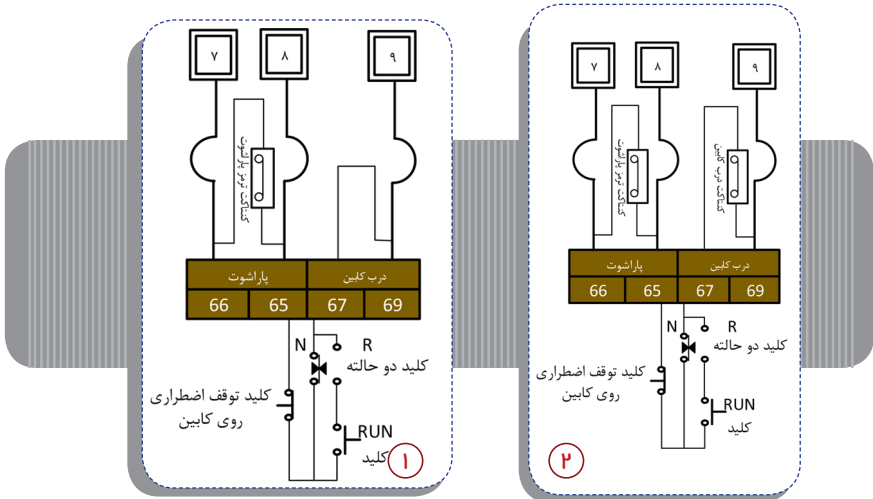 ۷
۸
۹
کنتاکت ترمز پاراشوت
پاراشوت
درب کابین
66
65
67
69
N
R
کلید دو حالته
کلید توقف اضطراری
روی کابین
RUN
کلید
۱
۷
۸
۹
کنتاکت ترمز پاراشوت
کنتاکت درب کابین
پاراشوت
درب کابین
66
65
67
69
N
R
کلید دو حالته
کلید توقف اضطراری
روی کابین
RUN
کلید
۲